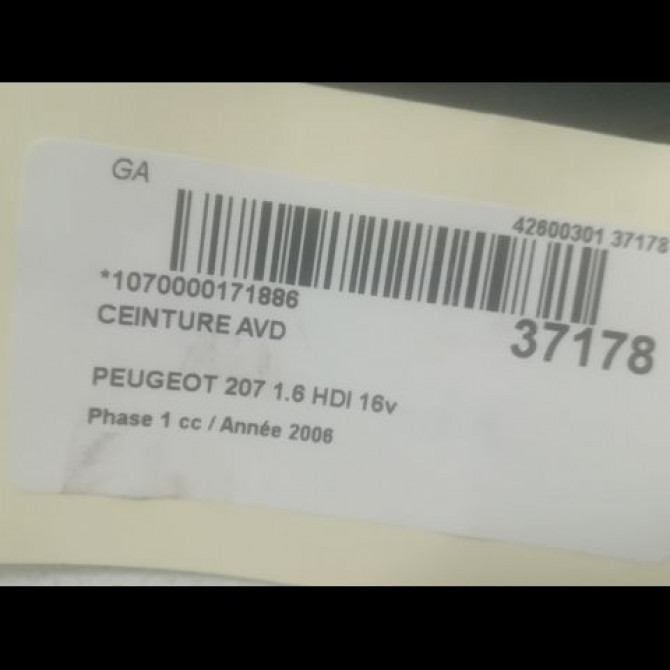 GA
42600301 37178
*1070000171886
CEINTURE AVD
37178
PEUGEOT 207 1.6 HDI 16v
Phase 1 cc / Année 2006